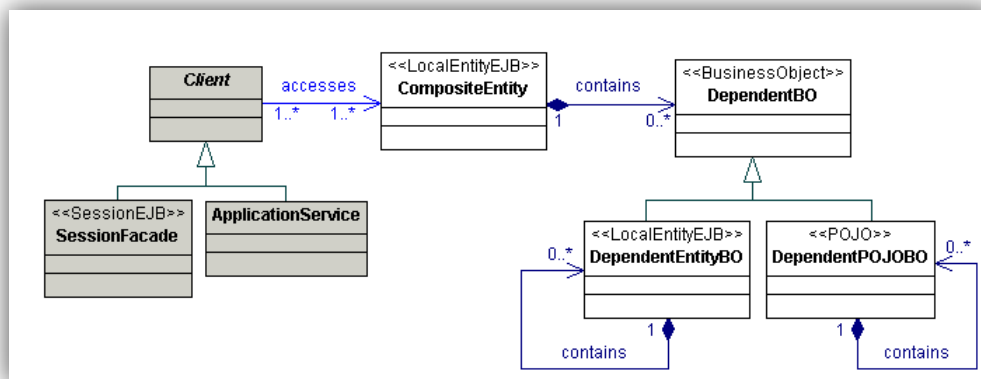 <<LocalEntityEJB>>
CompositeEntity
<<BusinessObject>>
DependentBO
Client
accesses
1..* 1..*
contains
1 0..*
<<SessionEJB>>
SessionFacade
ApplicationService
<<LocalEntityEJB>>
DependentEntityBO
<<POJO>>
DependentPOJOBO
0..*
0..*
1
1
contains
contains